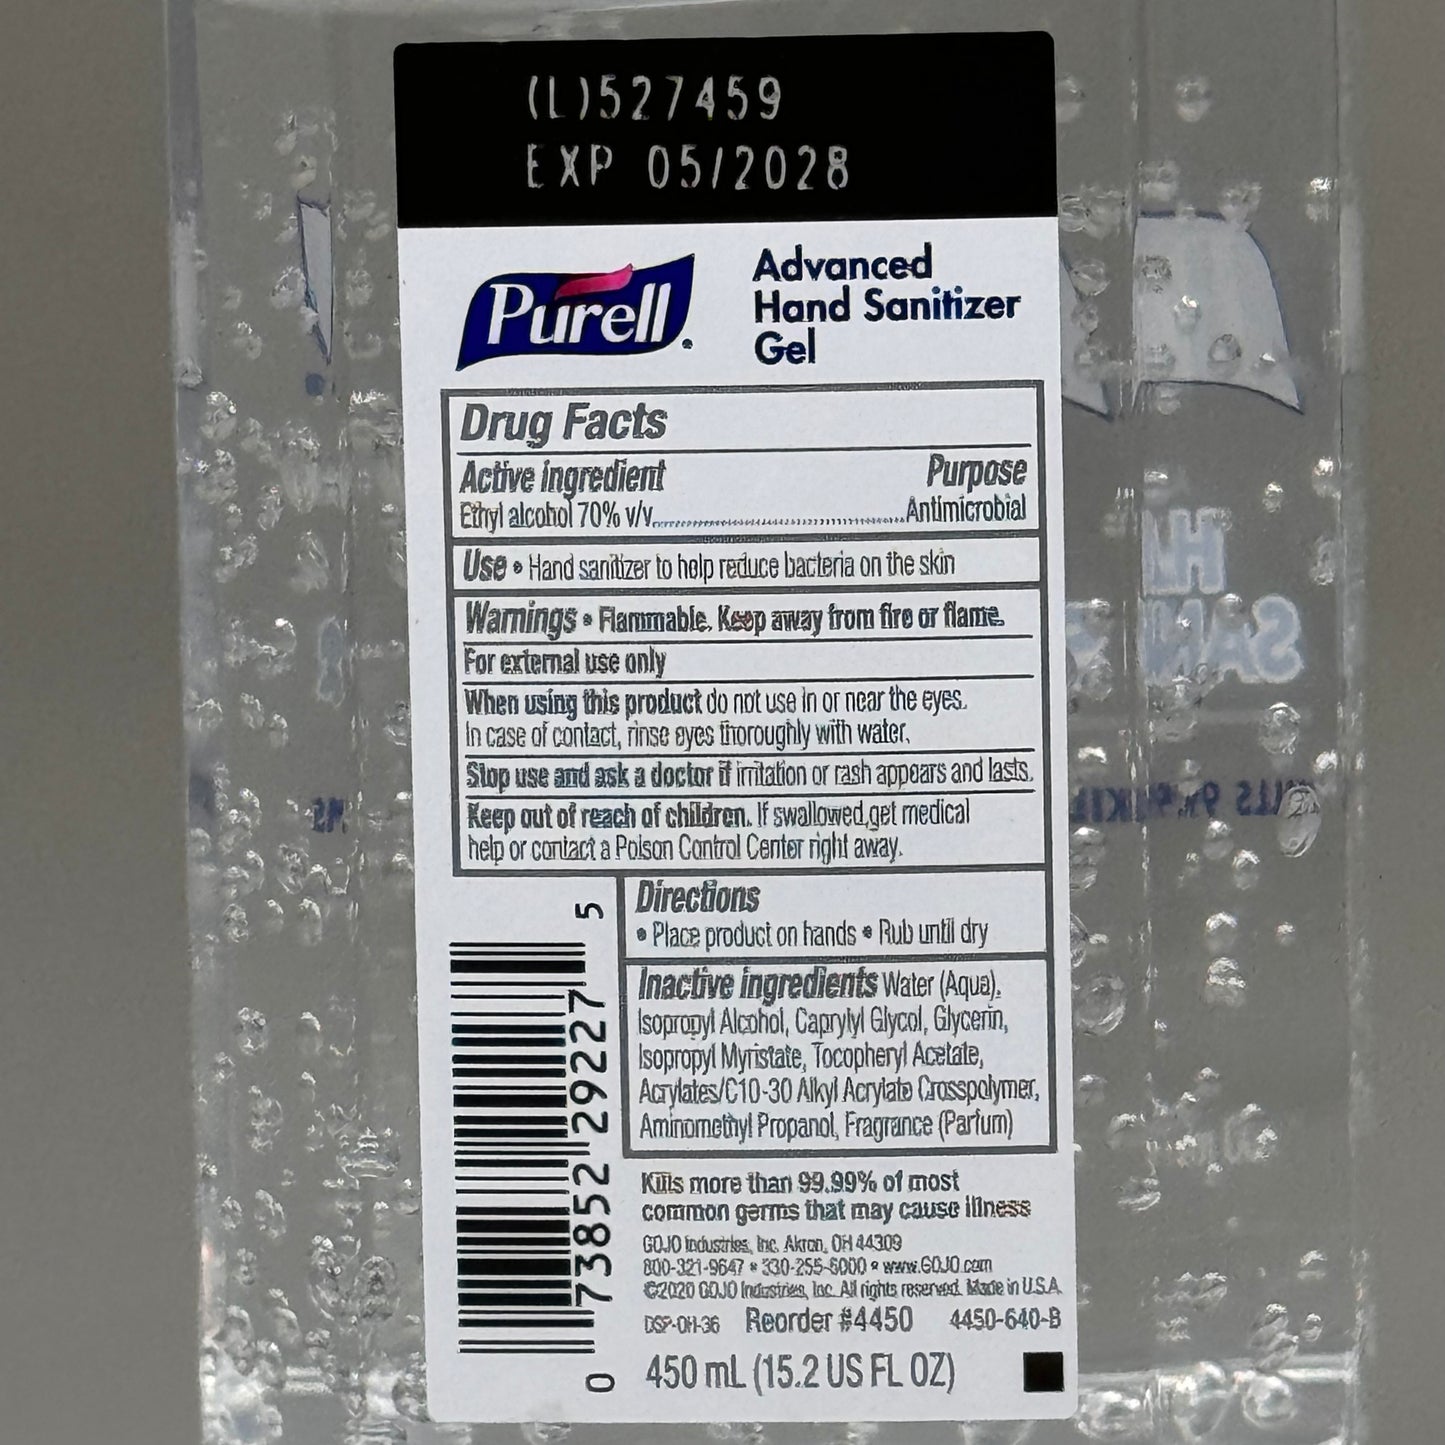 (L)527459
EXP 05/2028
Purell
Advanced
Hand Sanitizer
Gel
Drug Facts
Active ingredient Purpose
Ethyl alcohol 70% v/v Antimicrobial
Use • Hand sanitizer to help reduce bacteria on the skin
Warnings • Flammable. Keep away from fire or flame.
For external use only
When using this product do not use in or near the eyes.
In case of contact, rinse eyes thoroughly with water.
Stop use and ask a doctor if irritation or rash appears and lasts.
Keep out of reach of children. If swallowed,get medical
help or contact a Poison Control Center right away.
Directions
• Place product on hands • Rub until dry
Inactive ingredients Water (Aqua),
Isopropyl Alcohol, Caprylyl Glycol, Glycerin,
Isopropyl Myristate, Tocopheryl Acetate,
Acrylates/C10-30 Alkyl Acrylate Crosspolymer,
Aminomethyl Propanol, Fragrance (Parfum)
0 73852 29227 5
Kills more than 99.99% of most
common germs that may cause illness
GOJO Industries, Inc. Akron, OH 44309
800-321-9647 • 330-255-6000 • www.GOJO.com
©2020 GOJO Industries, Inc. All rights reserved. Made in U.S.A.
DSP-OH-36 Reorder #4450 4450-640-B
450 mL (15.2 US FL OZ)